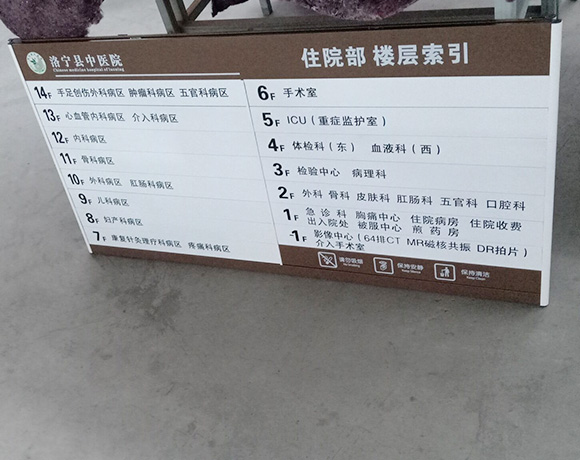 洛宁县中医院
Chinese medicine hospital of luoning
住院部 楼层索引
14F 手足创伤外科病区 肿瘤科病区 五官科病区
13F 心血管内科病区 介入科病区
12F 内科病区
11F 骨科病区
10F 外科病区 肛肠科病区
9F 儿科病区
8F 妇产科病区
7F 康复针灸理疗科病区 疼痛科病区
6F 手术室
5F ICU（重症监护室）
4F 体检科（东） 血液科（西）
3F 检验中心 病理科
2F 外科 骨科 皮肤科 肛肠科 五官科 口腔科
1F 急诊科 胸痛中心 住院病房 住院收费
出入院处 被服中心 煎药房
-1F 影像中心（64排CT MR磁核共振 DR拍片）
介入手术室
请勿吸烟
No Smoking
保持安静
Keep Silence
保持清洁
Keep Clean